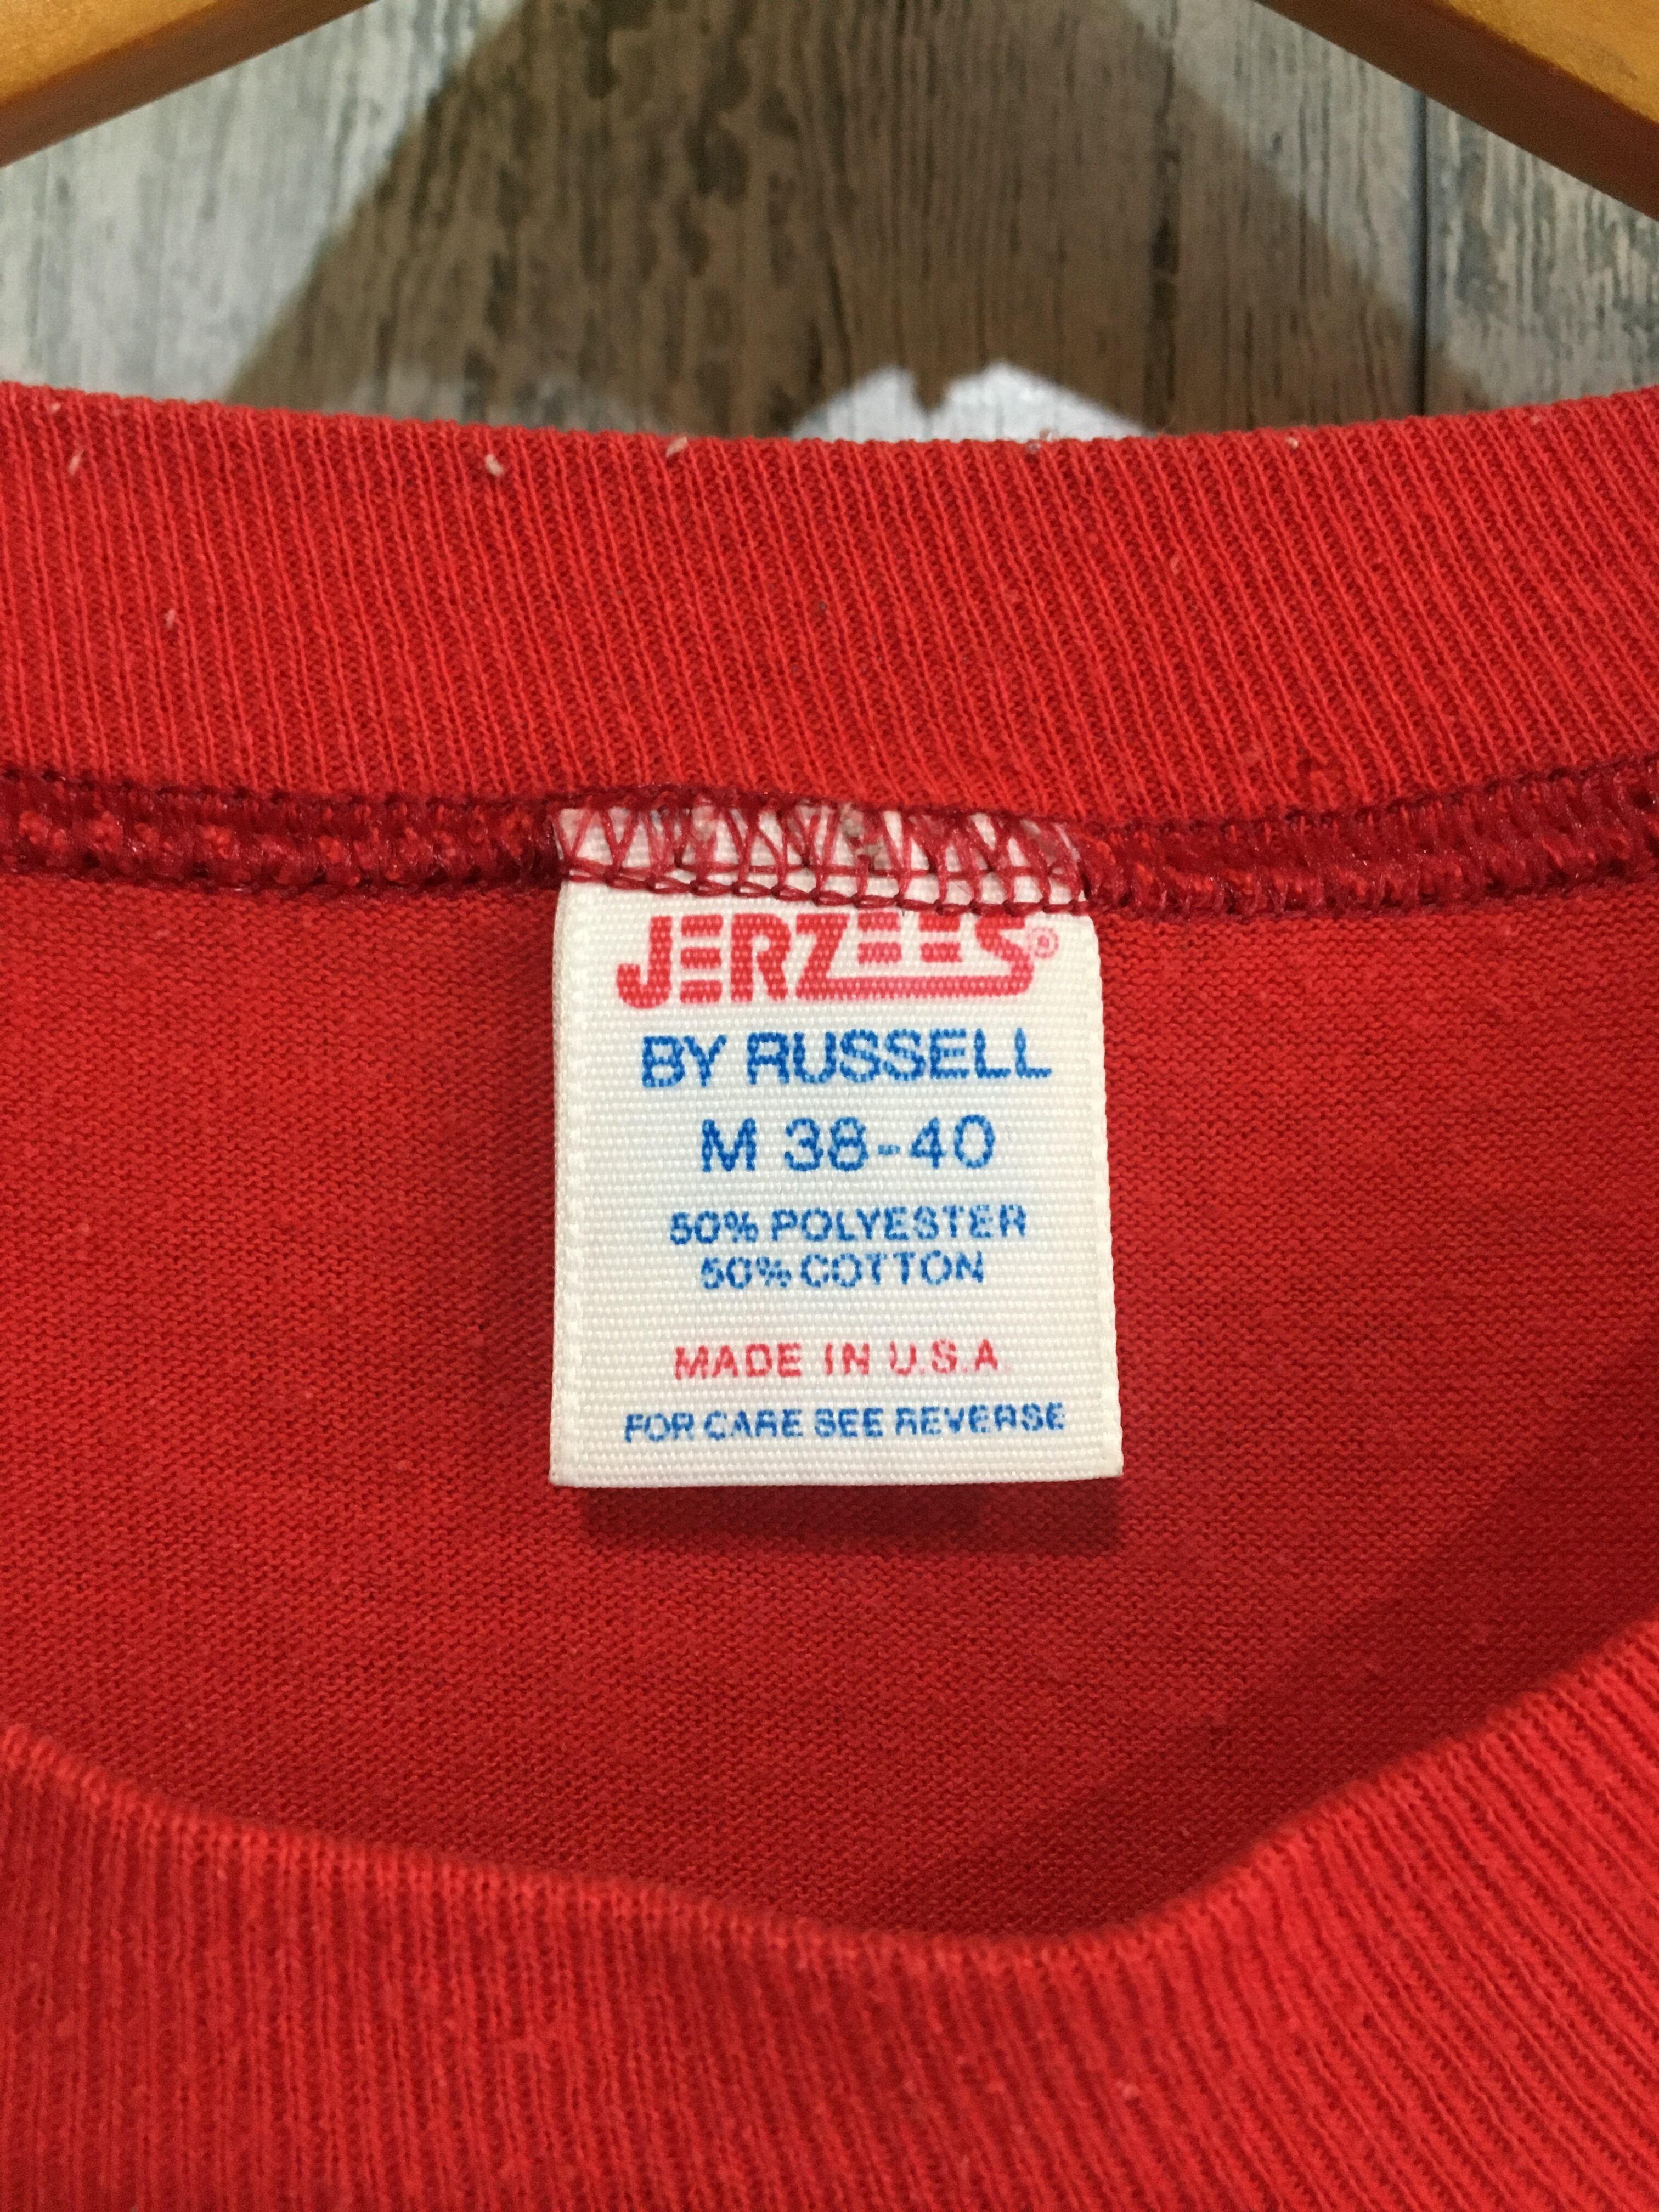 JERZEES®
BY RUSSELL
M 38-40
50% POLYESTER
50% COTTON
MADE IN U.S.A.
FOR CARE SEE REVERSE